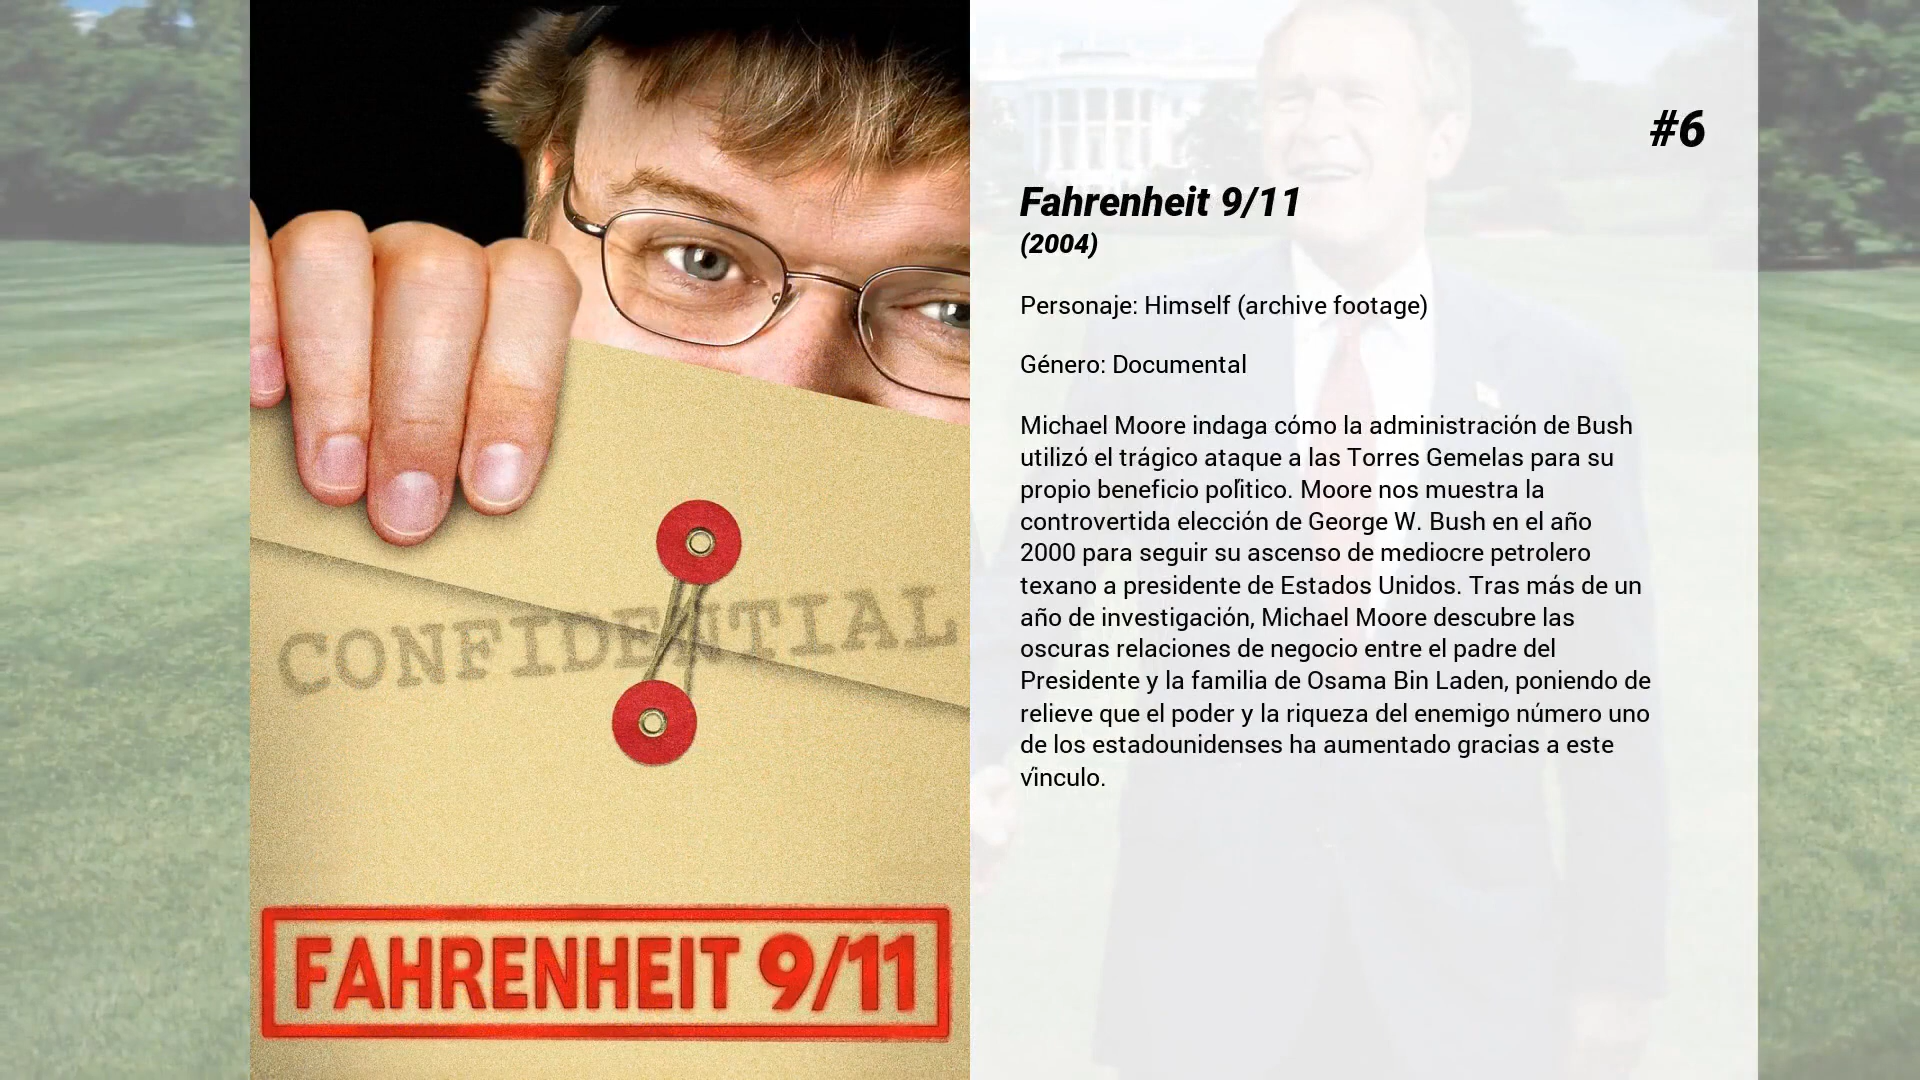 #6
Fahrenheit 9/11
(2004)
Personaje: Himself (archive footage)
Género: Documental
Michael Moore indaga cómo la administración de Bush
utilizó el trágico ataque a las Torres Gemelas para su
propio beneficio político. Moore nos muestra la
controvertida elección de George W. Bush en el año
2000 para seguir su ascenso de mediocre petrolero
texano a presidente de Estados Unidos. Tras más de un
año de investigación, Michael Moore descubre las
oscuras relaciones de negocio entre el padre del
Presidente y la familia de Osama Bin Laden, poniendo de
relieve que el poder y la riqueza del enemigo número uno
de los estadounidenses ha aumentado gracias a este
vínculo.
CONFIDENTIAL
FAHRENHEIT 9/11